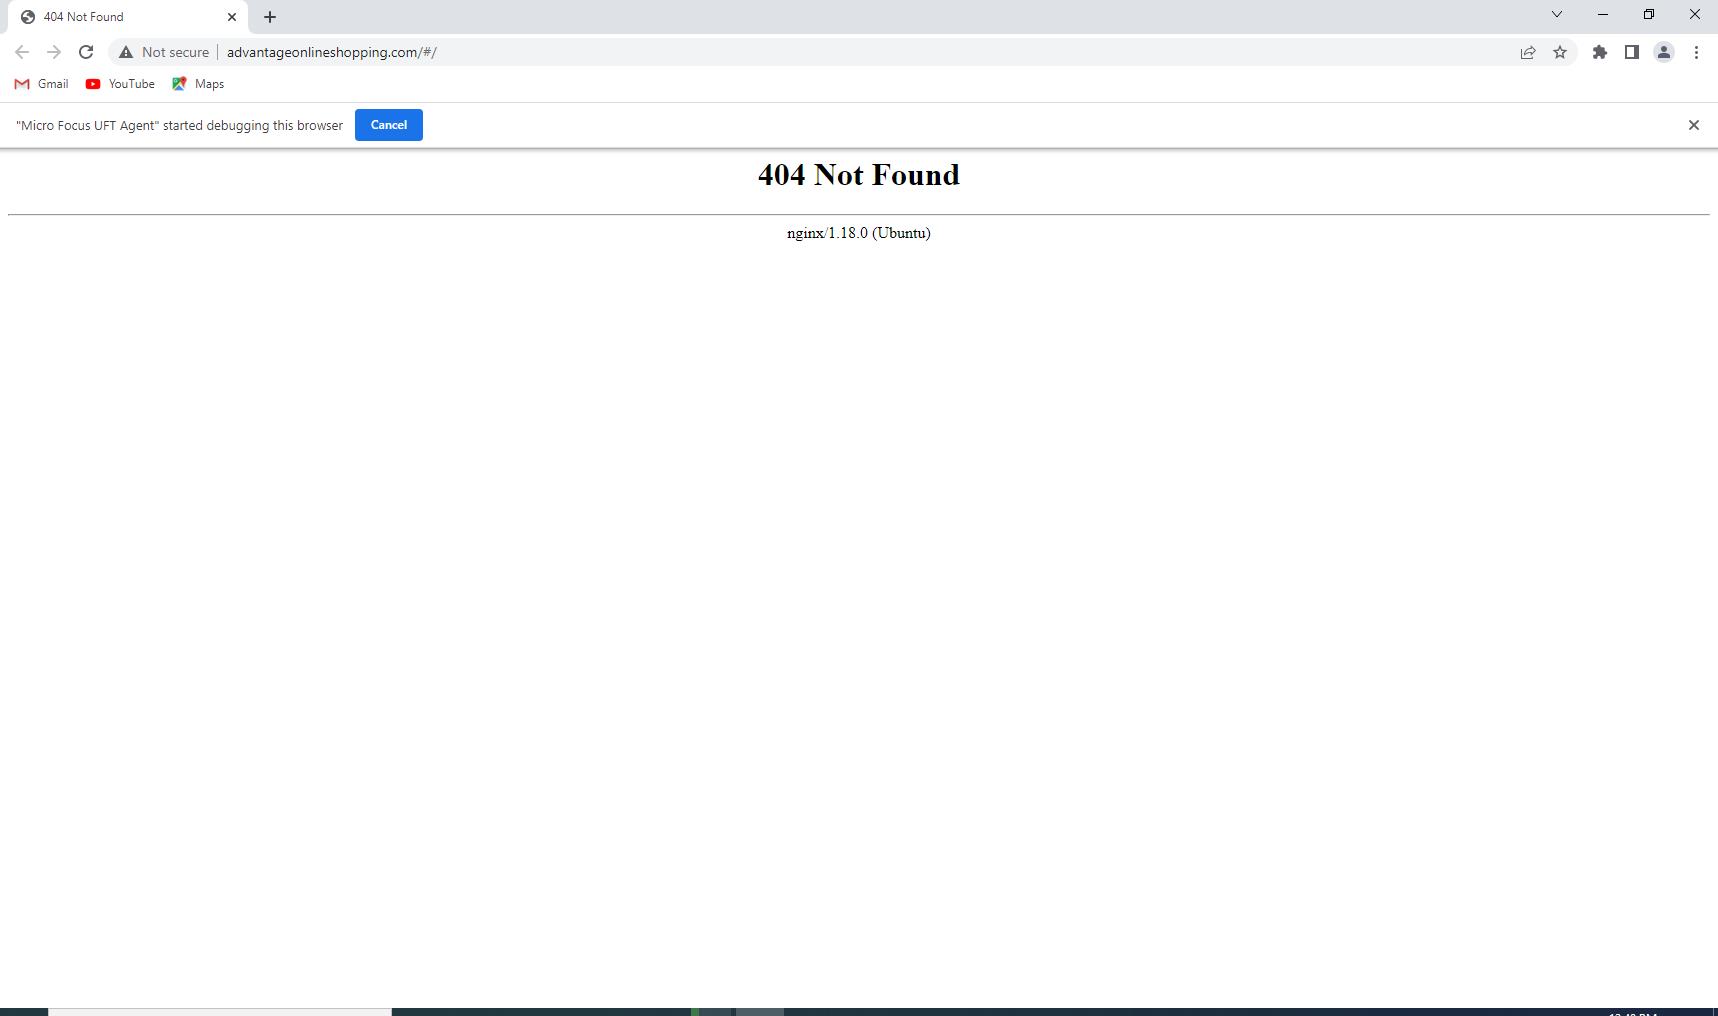 404 Not Found
Not secure
advantageonlineshopping.com/#/
Gmail
YouTube
Maps
"Micro Focus UFT Agent" started debugging this browser
Cancel
404 Not Found
nginx/1.18.0 (Ubuntu)